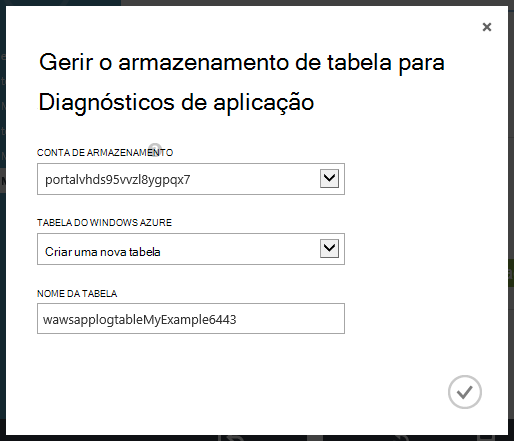 Gerir o armazenamento de tabela para
Diagnósticos de aplicação
CONTA DE ARMAZENAMENTO
portalvhds95vvzl8ygpqx7
TABELA DO WINDOWS AZURE
Criar uma nova tabela
NOME DA TABELA
wawsapplogtableMyExample6443